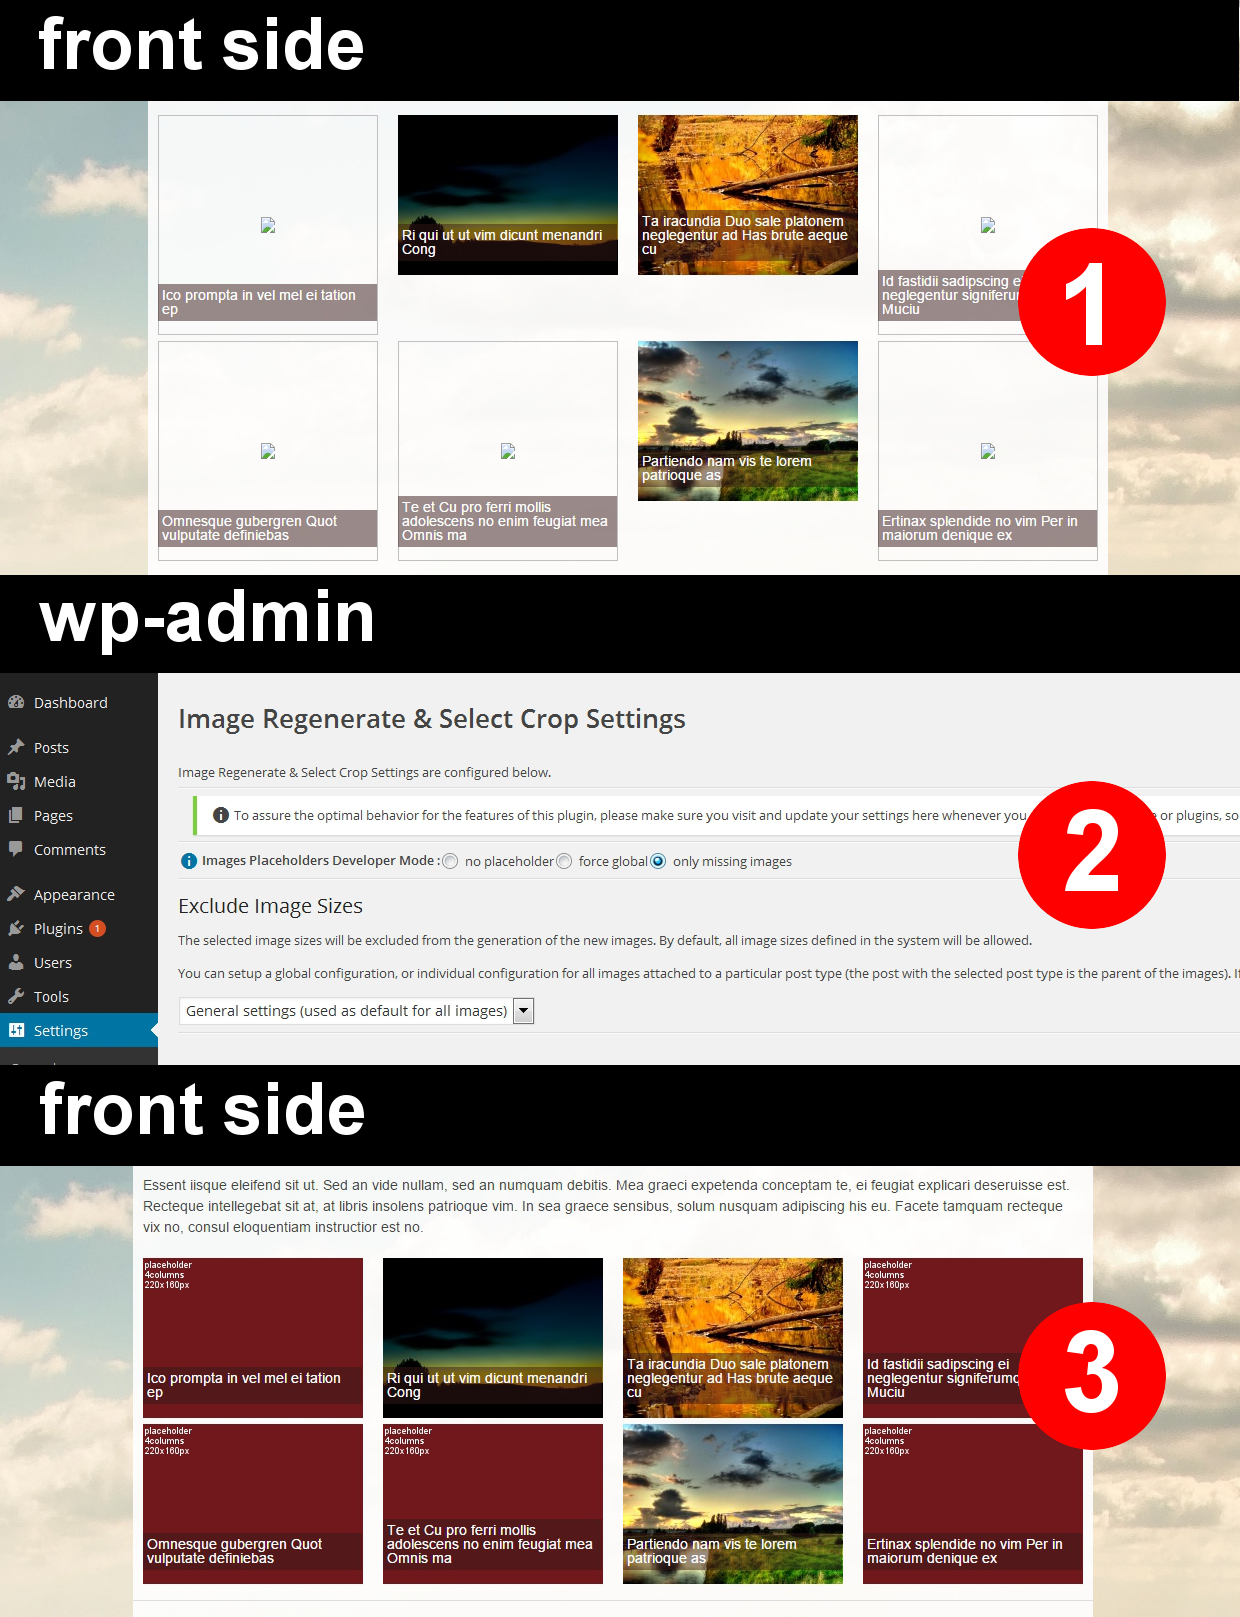 front side
Ico prompta in vel mel ei tation
ep
Ri qui ut ut vim dicunt menandri
Cong
Ta iracundia Duo sale platonem
neglegentur ad Has brute aeque
cu
Id fastidii sadipscing e
neglegentur signiferu
Muciu
1
Omnesque gubergren Quot
vulputate definiebas
Te et Cu pro ferri mollis
adolescens no enim feugiat mea
Omnis ma
Partiendo nam vis te lorem
patrioque as
Ertinax splendide no vim Per in
maiorum denique ex
wp-admin
Dashboard
Posts
Media
Pages
Comments
Appearance
Plugins 1
Users
Tools
Settings
Image Regenerate & Select Crop Settings
Image Regenerate & Select Crop Settings are configured below.
To assure the optimal behavior for the features of this plugin, please make sure you visit and update your settings here whenever you e or plugins, so
2
Images Placeholders Developer Mode : no placeholder force global only missing images
Exclude Image Sizes
The selected image sizes will be excluded from the generation of the new images. By default, all image sizes defined in the system will be allowed.
You can setup a global configuration, or individual configuration for all images attached to a particular post type (the post with the selected post type is the parent of the images). If
General settings (used as default for all images)
front side
Essent iisque eleifend sit ut. Sed an vide nullam, sed an numquam debitis. Mea graeci expetenda conceptam te, ei feugiat explicari deseruisse est.
Recteque intellegebat sit at, at libris insolens patrioque vim. In sea graece sensibus, solum nusquam adipiscing his eu. Facete tamquam recteque
vix no, consul eloquentiam instructior est no.
placeholder
4columns
220x160px
Ico prompta in vel mel ei tation
ep
Ri qui ut ut vim dicunt menandri
Cong
Ta iracundia Duo sale platonem
neglegentur ad Has brute aeque
cu
placeholder
4columns
220x160px
Id fastidii sadipscing ei
neglegentur signiferumq
Muciu
3
placeholder
4columns
220x160px
Omnesque gubergren Quot
vulputate definiebas
placeholder
4columns
220x160px
Te et Cu pro ferri mollis
adolescens no enim feugiat mea
Omnis ma
Partiendo nam vis te lorem
patrioque as
placeholder
4columns
220x160px
Ertinax splendide no vim Per in
maiorum denique ex